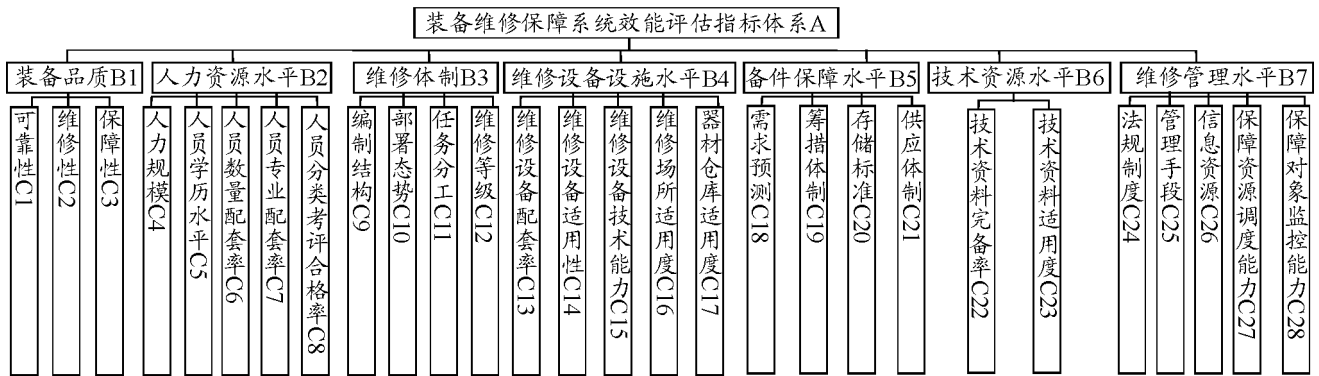 装备维修保障系统效能评估指标体系A
装备品质B1
人力资源水平B2
维修体制B3
维修设备设施水平B4
备件保障水平B5
技术资源水平B6
维修管理水平B7
可靠性C1
维修性C2
保障性C3
人力规模C4
人员学历水平C5
人员数量配套率C6
人员专业配套率C7
人员分类考评合格率C8
编制结构C9
部署态势C10
任务分工C11
维修等级C12
维修设备配套率C13
维修设备适用性C14
维修设备技术能力C15
维修场所适用度C16
器材仓库适用度C17
需求预测C18
筹措体制C19
存储标准C20
供应体制C21
技术资料完备率C22
技术资料适用度C23
法规制度C24
管理手段C25
信息资源C26
保障资源调度能力C27
保障对象监控能力C28